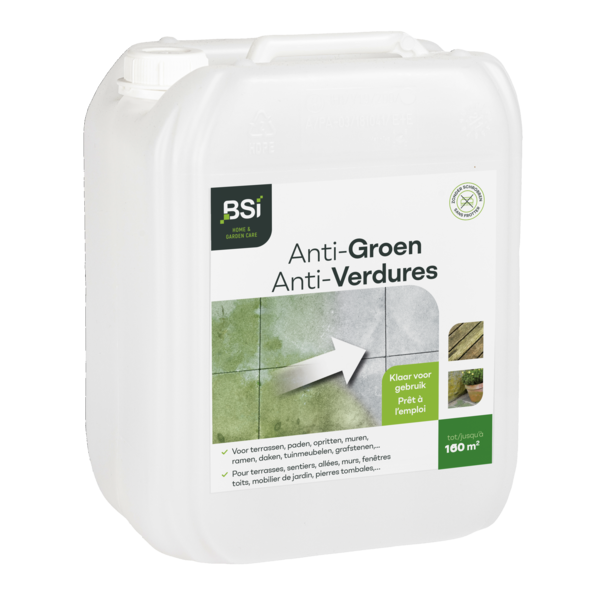 HDPE
BSi
HOME &
GARDEN CARE
ZONDER SCHROBBEN
SANS FROTTER
Anti-Groen
Anti-Verdures
Klaar voor
gebruik
Prêt à
l'emploi
Voor terrassen, paden, opritten, muren,
ramen, daken, tuinmeubelen, grafstenen,...
Pour terrasses, sentiers, allées, murs, fenêtres
toits, mobilier de jardin, pierres tombales,...
tot/jusqu'à
160 m²